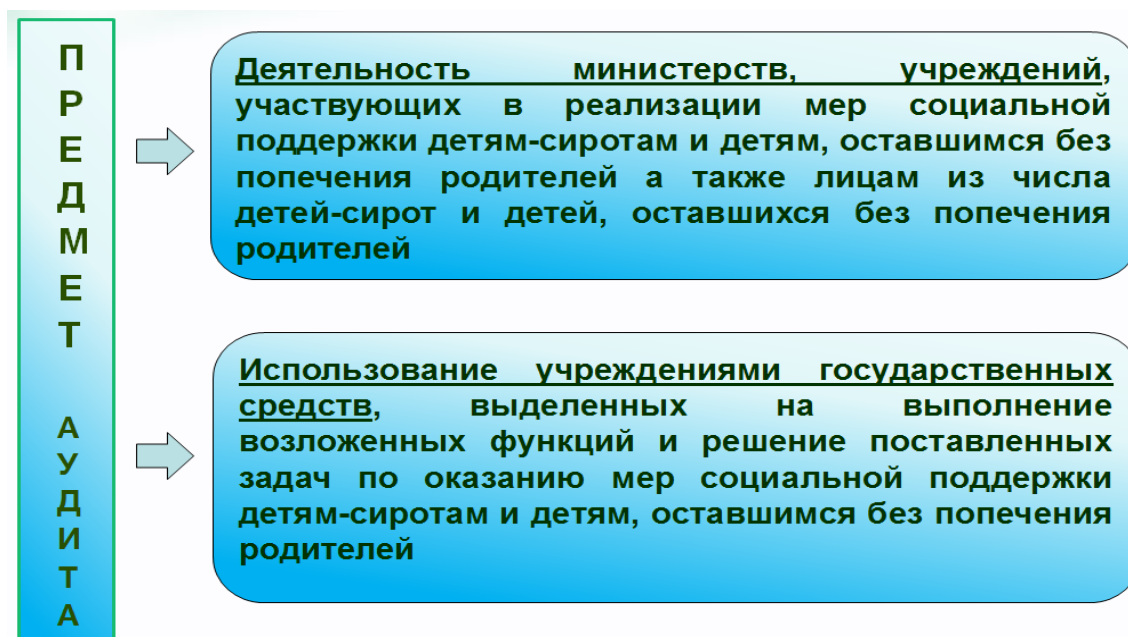 ПРЕДМЕТ
АУДИТА
Деятельность министерств, учреждений,
участвующих в реализации мер социальной
поддержки детям-сиротам и детям, оставшимся без
попечения родителей а также лицам из числа
детей-сирот и детей, оставшихся без попечения
родителей
Использование учреждениями государственных
средств, выделенных на выполнение
возложенных функций и решение поставленных
задач по оказанию мер социальной поддержки
детям-сиротам и детям, оставшимся без попечения
родителей